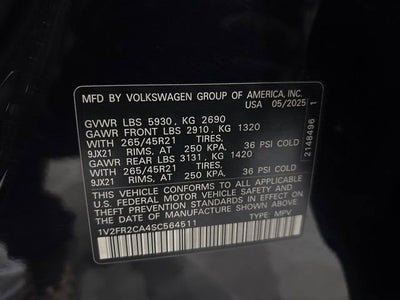 MFD BY VOLKSWAGEN GROUP OF AMERICA, INC.
USA 05/2025
GVWR LBS 5930, KG 2690
GAWR FRONT LBS 2910, KG 1320
WITH 265/45R21 TIRES,
9JX21 RIMS, AT 250 KPA, 36 PSI COLD
GAWR REAR LBS 3131, KG 1420
WITH 265/45R21 TIRES,
9JX21 RIMS, AT 250 KPA, 36 PSI COLD
THIS VEHICLE CONFORMS TO ALL APPLICABLE
U.S. FEDERAL MOTOR VEHICLE SAFETY AND
THEFT PREVENTION STANDARDS IN EFFECT ON
THE DATE OF MANUFACTURE SHOWN ABOVE.
1V2FR2CA4SC564511 TYPE: MPV
2148496 1